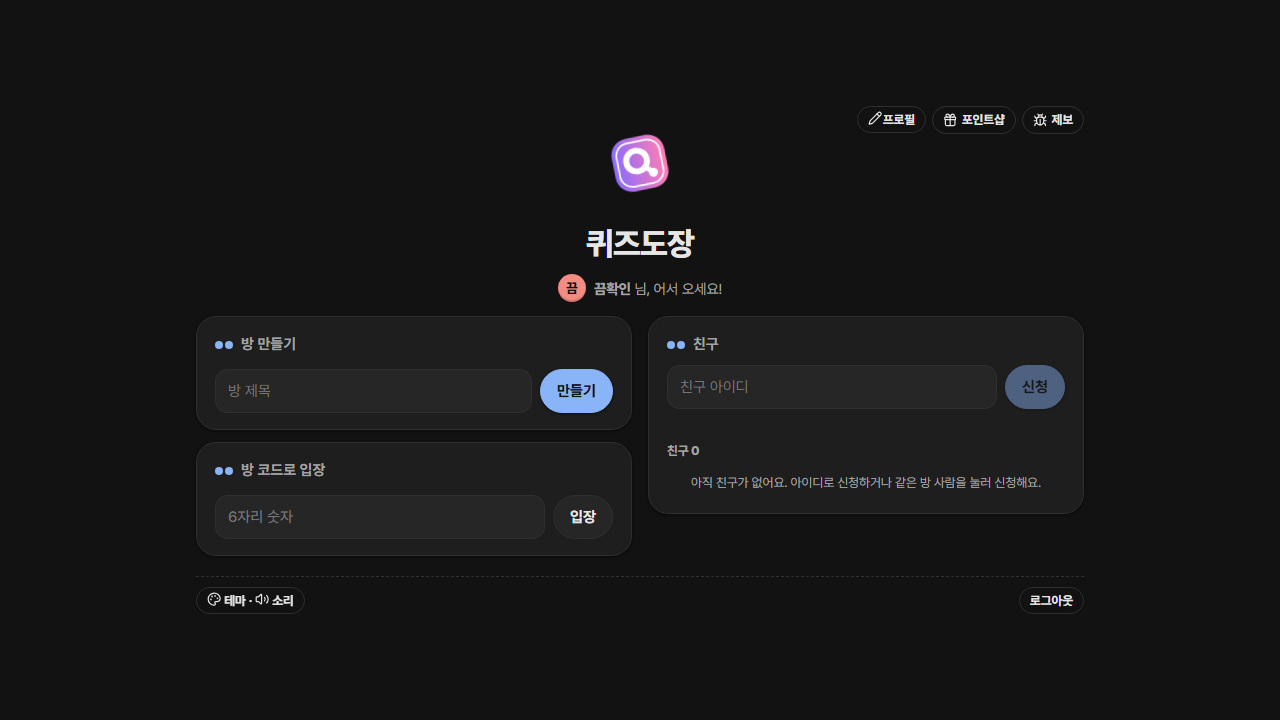 프로필
포인트샵
제보
퀴즈도장
끔
끔확인 님, 어서 오세요!
방 만들기
방 제목
만들기
방 코드로 입장
6자리 숫자
입장
친구
친구 아이디
신청
친구 0
아직 친구가 없어요. 아이디로 신청하거나 같은 방 사람을 눌러 신청해요.
테마 · 소리
로그아웃